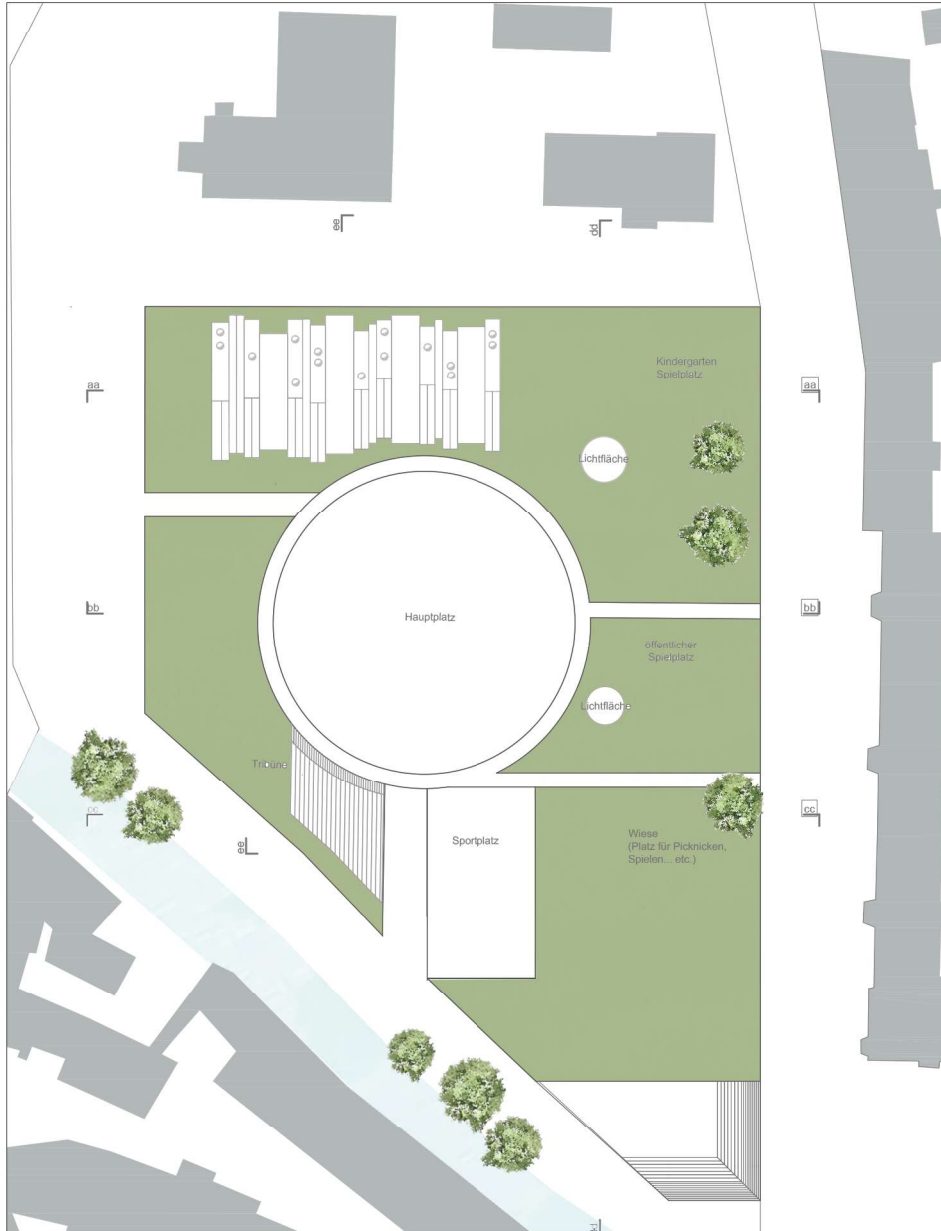 ee
dd
Kindergarten
Spielplatz
aa
aa
Lichtfläche
bb
Hauptplatz
bb
öffentlicher
Spielplatz
Lichtfläche
Tribüne
cc
cc
ee
Sportplatz
Wiese
(Platz für Picknicken,
Spielen... etc.)